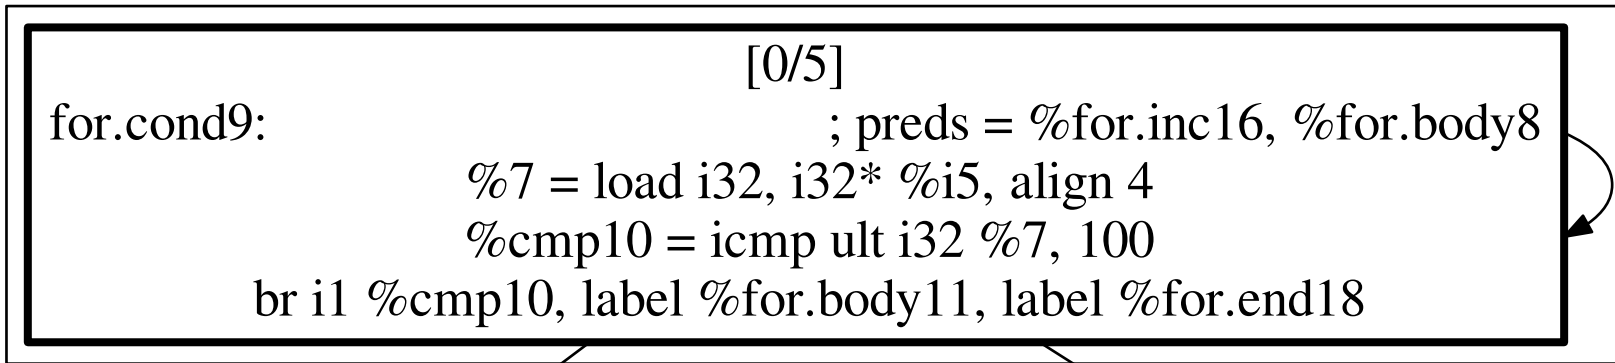 [0/5]
for.cond9: ; preds = %for.inc16, %for.body8
%7 = load i32, i32* %i5, align 4
%cmp10 = icmp ult i32 %7, 100
br i1 %cmp10, label %for.body11, label %for.end18